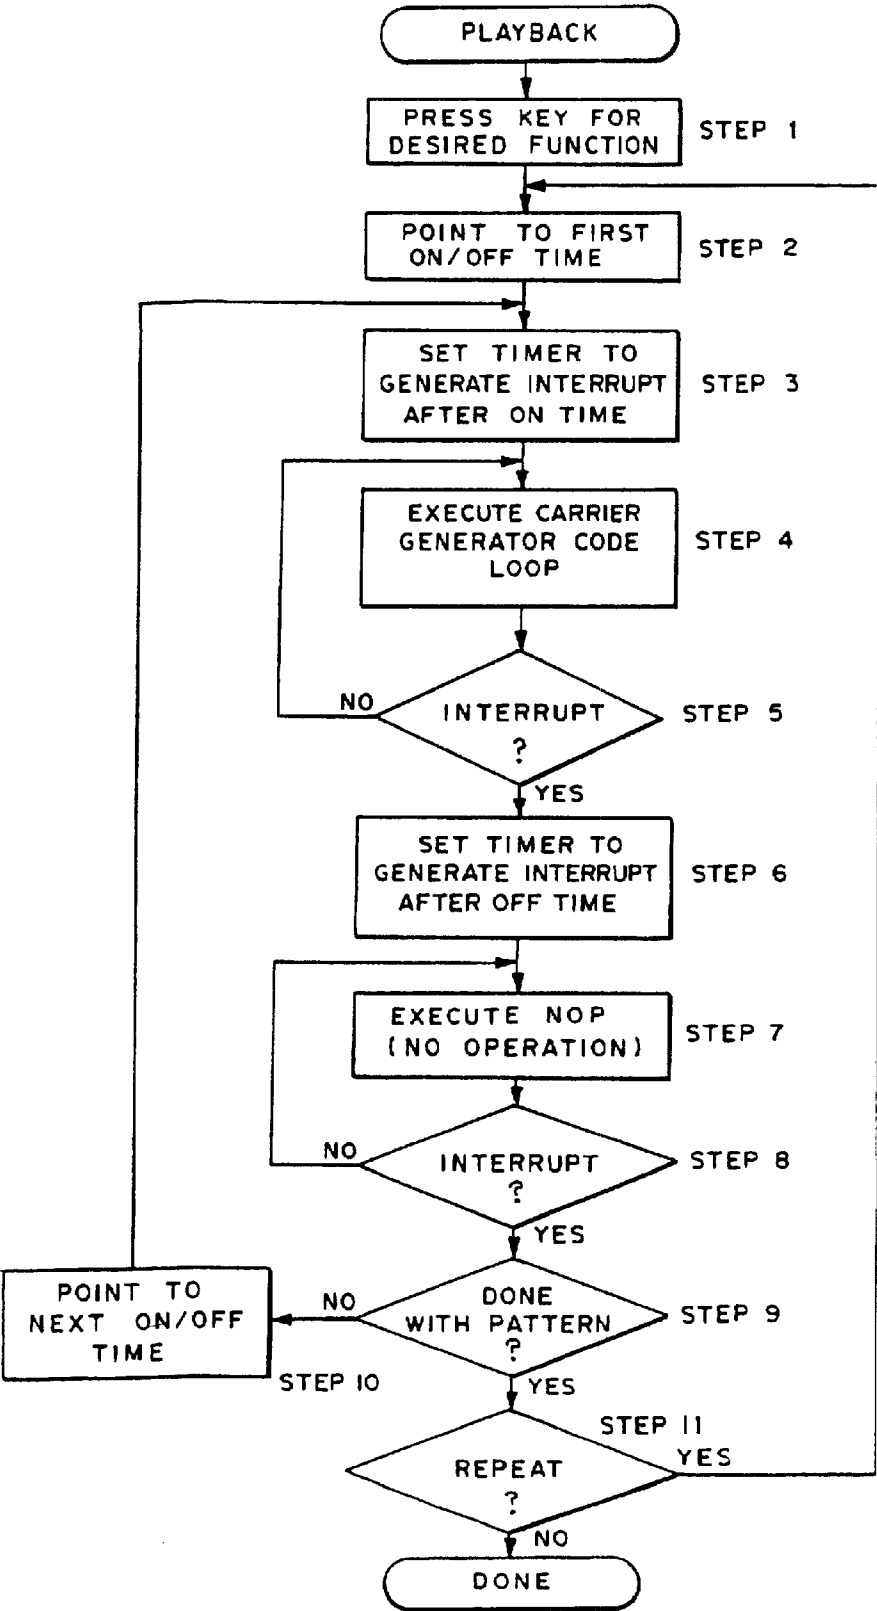 PLAYBACK
PRESS KEY FOR
DESIRED FUNCTION
STEP 1
POINT TO FIRST
ON/OFF TIME
STEP 2
SET TIMER TO
GENERATE INTERRUPT
AFTER ON TIME
STEP 3
EXECUTE CARRIER
GENERATOR CODE
LOOP
STEP 4
NO
INTERRUPT
?
STEP 5
YES
SET TIMER TO
GENERATE INTERRUPT
AFTER OFF TIME
STEP 6
EXECUTE NOP
(NO OPERATION)
STEP 7
NO
INTERRUPT
?
STEP 8
YES
DONE
WITH PATTERN
?
STEP 9
NO
POINT TO
NEXT ON/OFF
TIME
STEP 10
YES
STEP 11
REPEAT
?
YES
NO
DONE